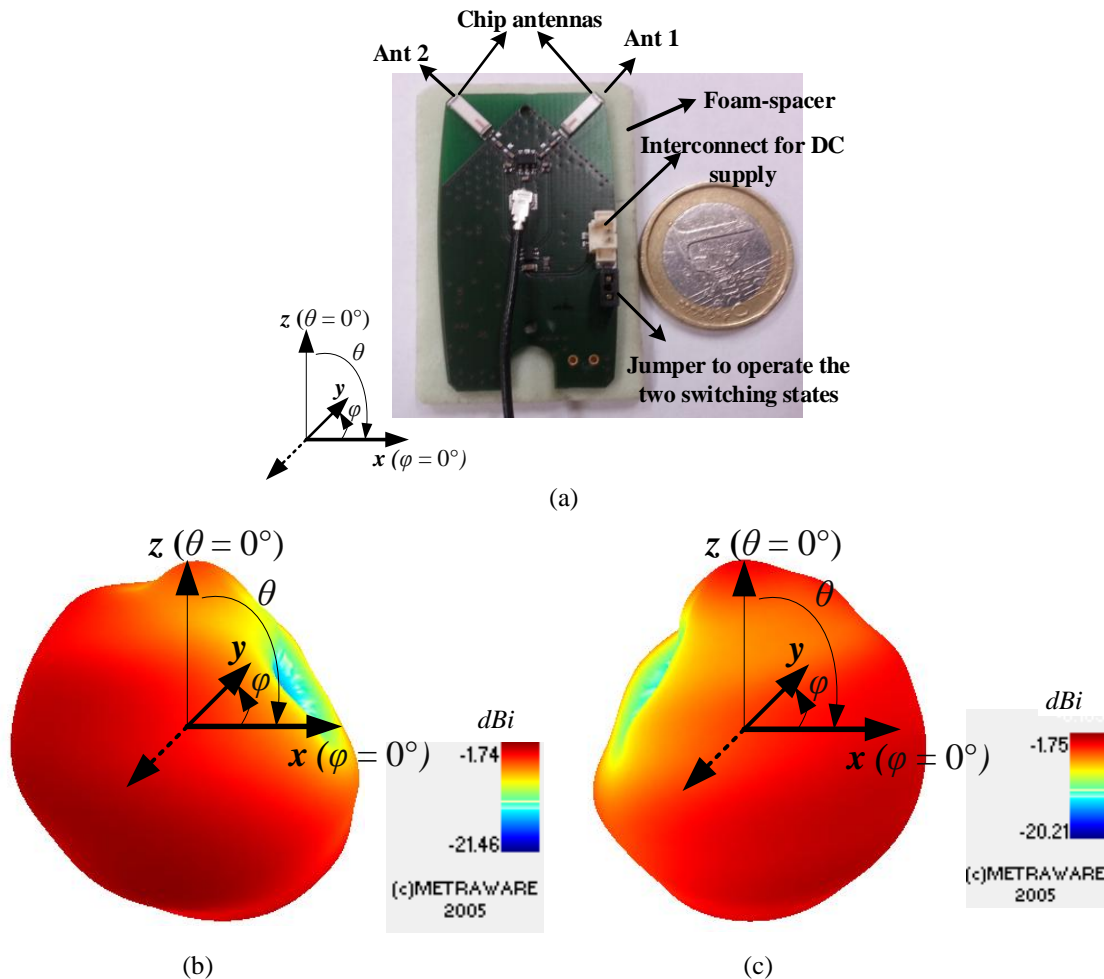 Chip antennas
Ant 2
Ant 1
Foam-spacer
Interconnect for DC
supply
Jumper to operate the
two switching states
z (θ = 0°)
θ
y
φ
x (φ = 0°)
(a)
z (θ = 0°)
θ
y
φ
x (φ = 0°)
dBi
-1.74
-21.46
(c)METRAWARE
2005
(b)
z (θ = 0°)
θ
y
φ
x (φ = 0°)
dBi
-1.75
-20.21
(c)METRAWARE
2005
(c)